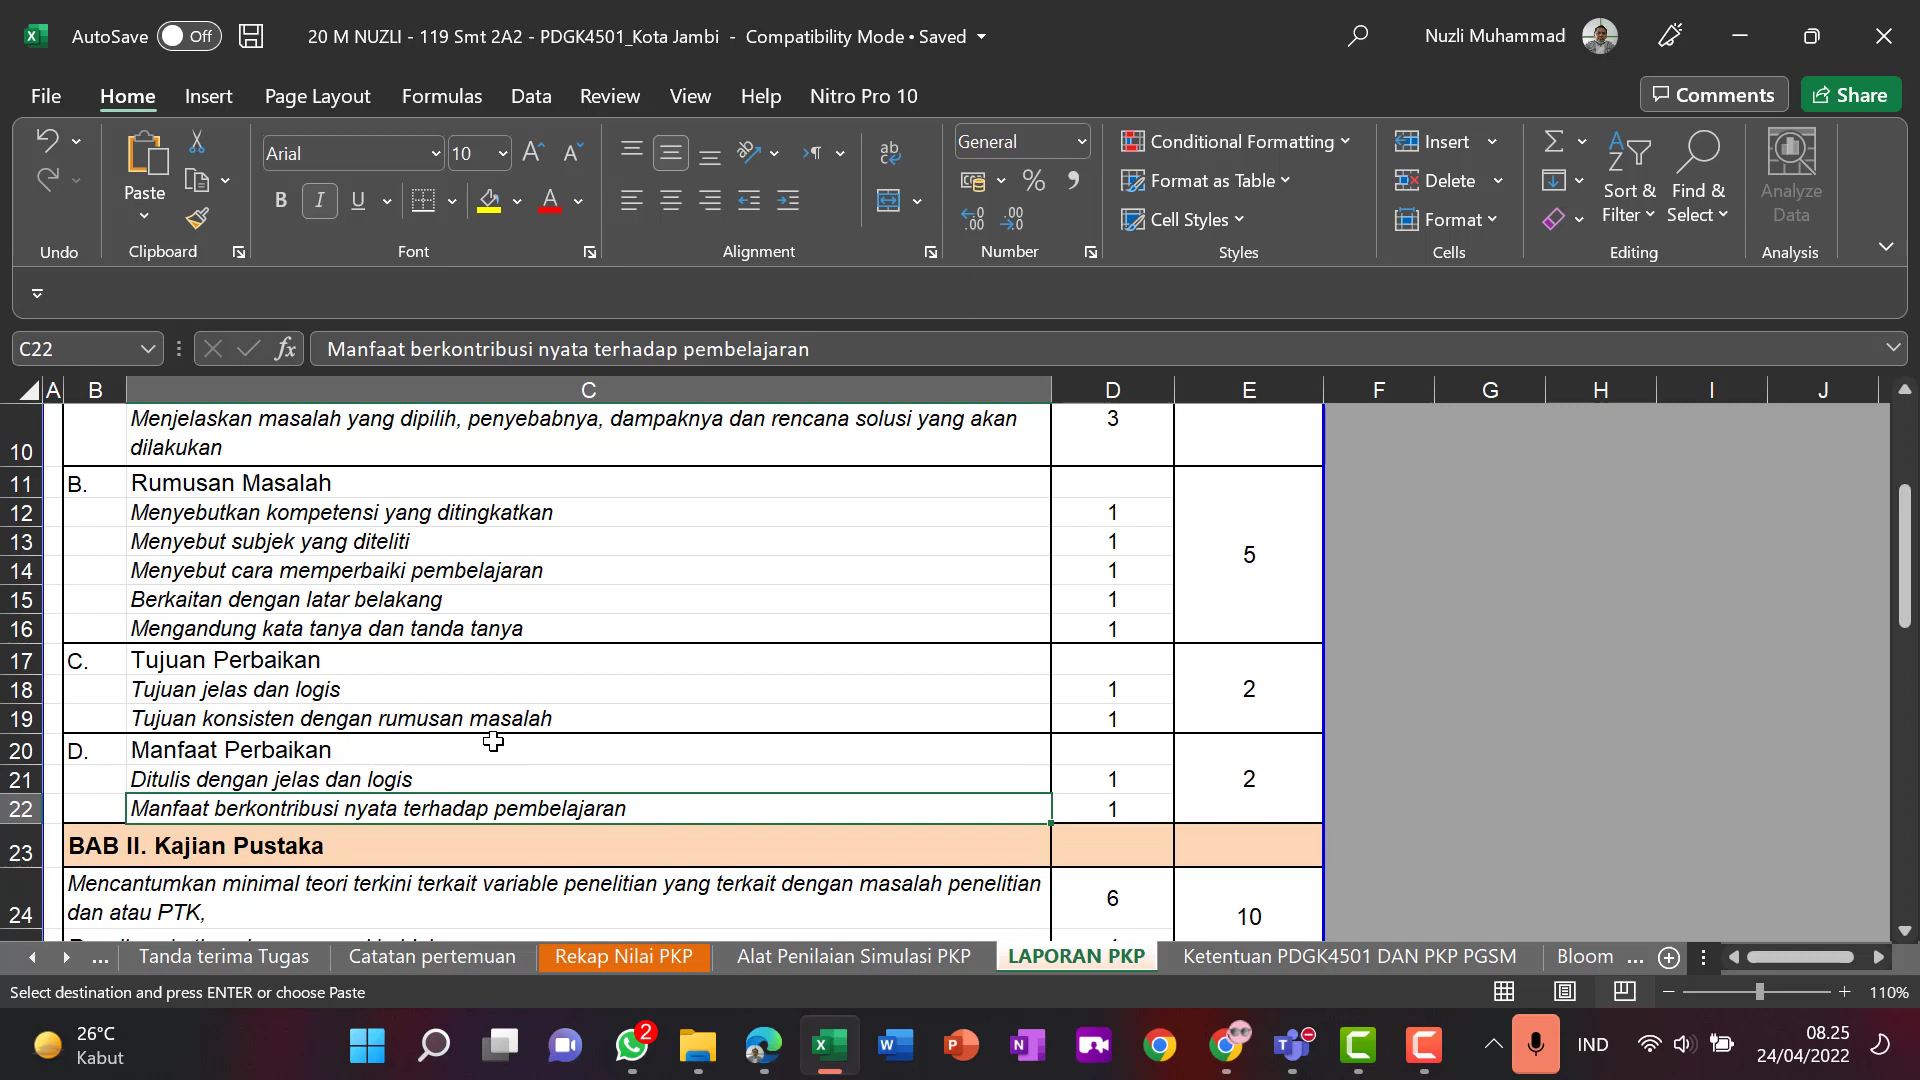 AutoSave Off 20 M NUZLI - 119 Smt 2A2 - PDGK4501_Kota Jambi - Compatibility Mode • Saved Nuzli Muhammad
File Home Insert Page Layout Formulas Data Review View Help Nitro Pro 10 Comments Share
Arial 10 General Conditional Formatting Insert
Paste Format as Table Delete Sort & Filter Find & Select Analyze Data
B I U Cell Styles Format
Undo Clipboard Font Alignment Number Styles Cells Editing Analysis
C22 fx Manfaat berkontribusi nyata terhadap pembelajaran
A B C D E F G H I J
10 Menjelaskan masalah yang dipilih, penyebabnya, dampaknya dan rencana solusi yang akan 3
dilakukan
11 B. Rumusan Masalah
12 Menyebutkan kompetensi yang ditingkatkan 1
13 Menyebut subjek yang diteliti 1
14 Menyebut cara memperbaiki pembelajaran 1 5
15 Berkaitan dengan latar belakang 1
16 Mengandung kata tanya dan tanda tanya 1
17 C. Tujuan Perbaikan
18 Tujuan jelas dan logis 1 2
19 Tujuan konsisten dengan rumusan masalah 1
20 D. Manfaat Perbaikan
21 Ditulis dengan jelas dan logis 1 2
22 Manfaat berkontribusi nyata terhadap pembelajaran 1
23 BAB II. Kajian Pustaka
24 Mencantumkan minimal teori terkini terkait variable penelitian yang terkait dengan masalah penelitian 6 10
dan atau PTK,
... Tanda terima Tugas Catatan pertemuan Rekap Nilai PKP Alat Penilaian Simulasi PKP LAPORAN PKP Ketentuan PDGK4501 DAN PKP PGSM Bloom ...
Select destination and press ENTER or choose Paste 110%
26°C
Kabut
2
IND
08.25
24/04/2022